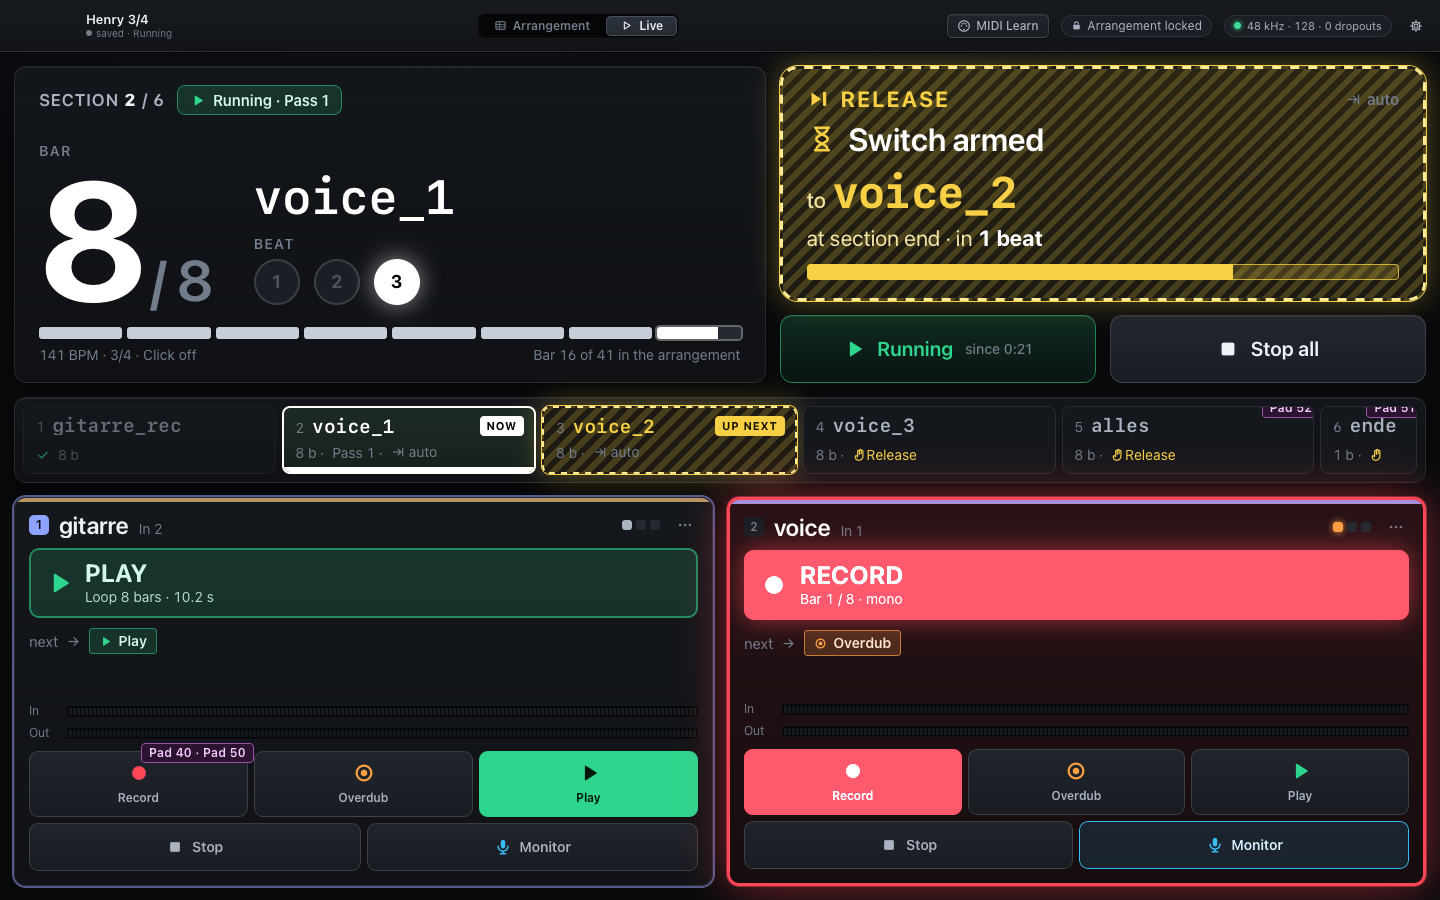 Henry 3/4
saved · Running
Arrangement
Live
MIDI Learn
Arrangement locked
48 kHz · 128 · 0 dropouts
SECTION 2 / 6
Running · Pass 1
BAR
8/8
voice_1
BEAT
1 2 3
141 BPM · 3/4 · Click off
Bar 16 of 41 in the arrangement
RELEASE
auto
Switch armed
to voice_2
at section end · in 1 beat
Running since 0:21
Stop all
1 gitarre_rec
8 b
2 voice_1
NOW
8 b · Pass 1 · auto
3 voice_2
UP NEXT
8 b · auto
4 voice_3
8 b · Release
Pad 52
5 alles
8 b · Release
Pad 51
6 ende
1 b ·
1 gitarre In 2
PLAY
Loop 8 bars · 10.2 s
next → Play
In
Out
Pad 40 · Pad 50
Record
Overdub
Play
Stop
Monitor
2 voice In 1
RECORD
Bar 1 / 8 · mono
next → Overdub
In
Out
Record
Overdub
Play
Stop
Monitor